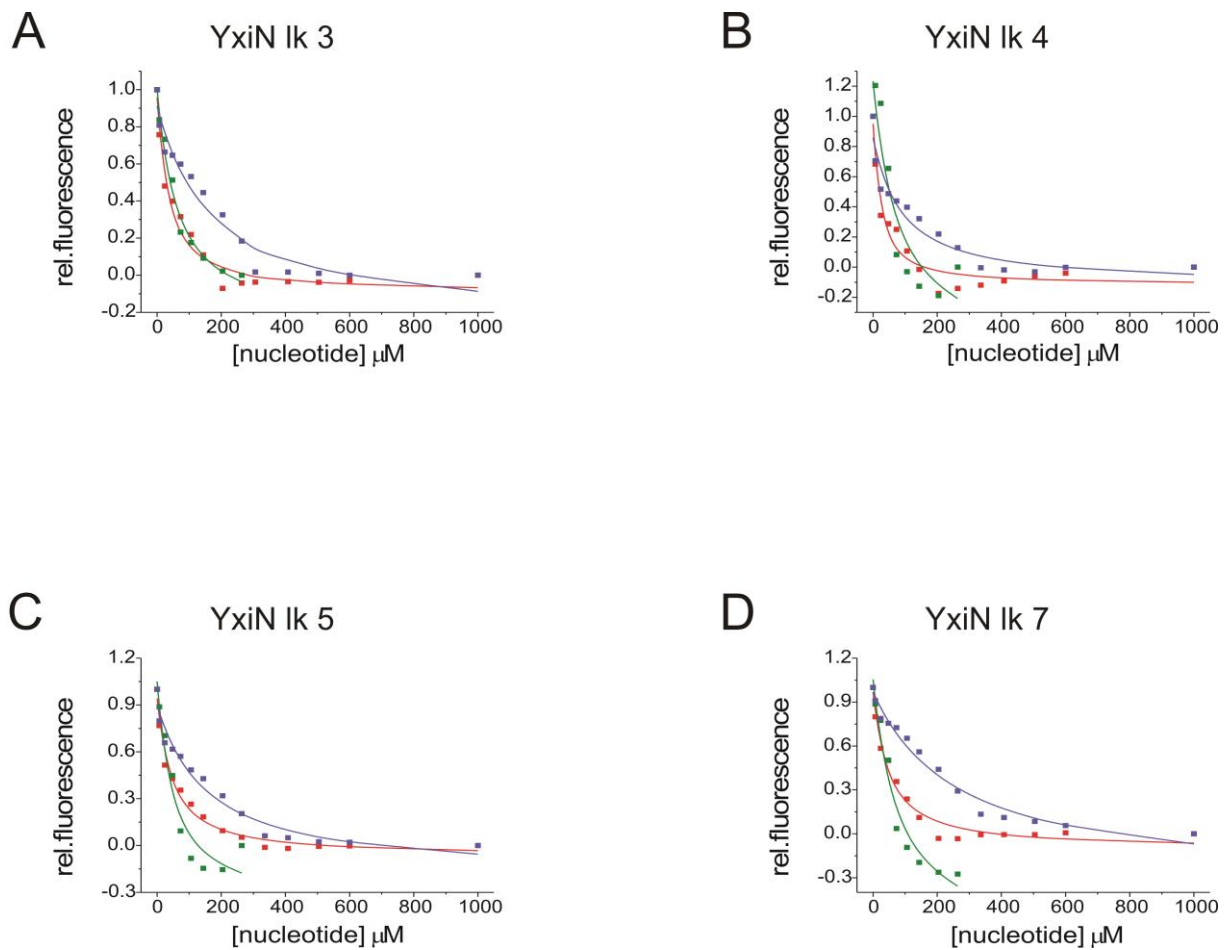 A
YxiN lk 3
rel.fluorescence
1.0
0.8
0.6
0.4
0.2
0.0
-0.2
0 200 400 600 800 1000
[nucleotide] μM
B
YxiN lk 4
rel.fluorescence
1.2
1.0
0.8
0.6
0.4
0.2
0.0
-0.2
0 200 400 600 800 1000
[nucleotide] μM
C
YxiN lk 5
rel.fluorescence
1.2
0.9
0.6
0.3
0.0
-0.3
0 200 400 600 800 1000
[nucleotide] μM
D
YxiN lk 7
rel.fluorescence
1.2
0.9
0.6
0.3
0.0
-0.3
0 200 400 600 800 1000
[nucleotide] μM